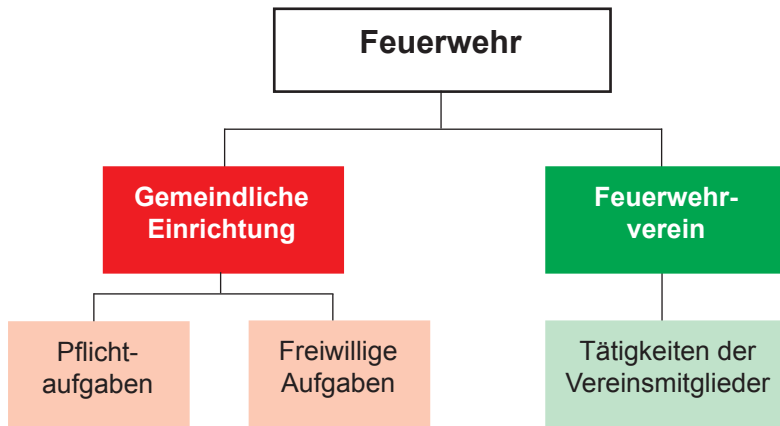 Feuerwehr
Gemeindliche
Einrichtung
Feuerwehr-
verein
Pflicht-
aufgaben
Freiwillige
Aufgaben
Tätigkeiten der
Vereinsmitglieder